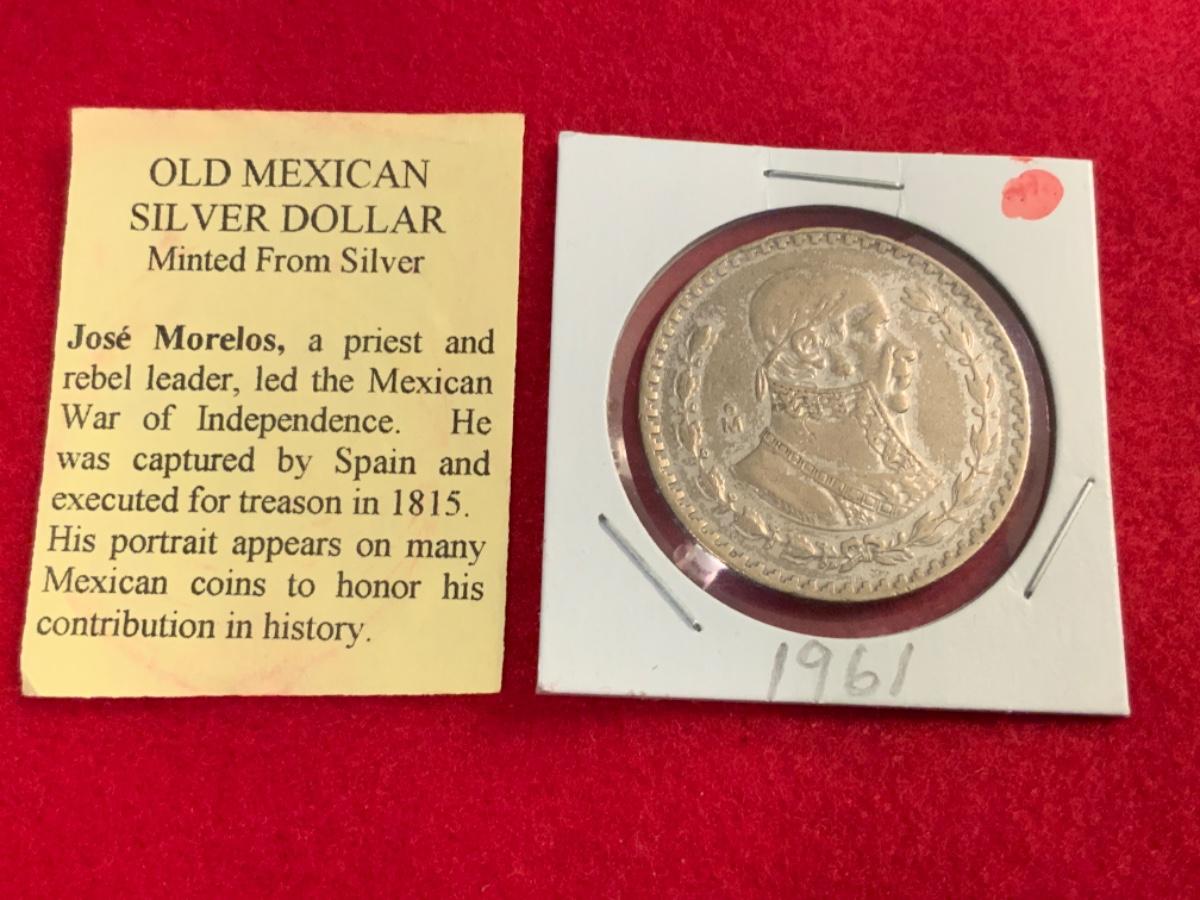 OLD MEXICAN
SILVER DOLLAR
Minted From Silver
José Morelos, a priest and
rebel leader, led the Mexican
War of Independence. He
was captured by Spain and
executed for treason in 1815.
His portrait appears on many
Mexican coins to honor his
contribution in history.
o
M
1961